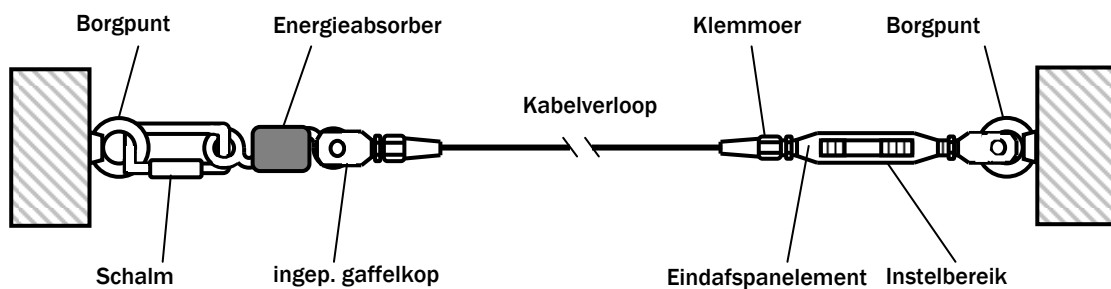 Borgpunt
Energieabsorber
Klemmoer
Borgpunt
Kabelverloop
Schalm
ingep. gaffelkop
Eindafspanelement
Instelbereik